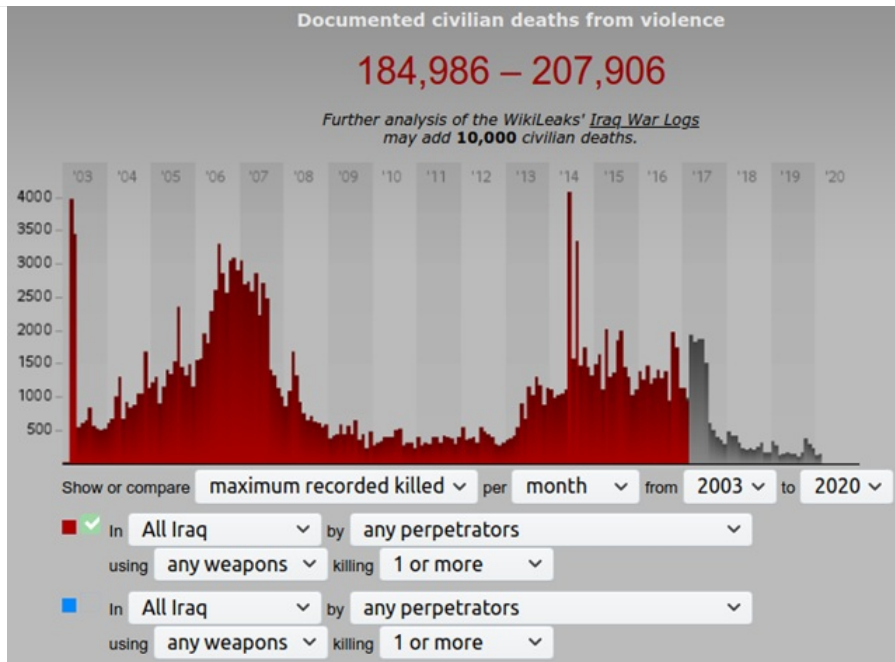 Documented civilian deaths from violence
184,986 – 207,906
Further analysis of the WikiLeaks' Iraq War Logs
may add 10,000 civilian deaths.
'03 '04 '05 '06 '07 '08 '09 '10 '11 '12 '13 '14 '15 '16 '17 '18 '19 '20
4000
3500
3000
2500
2000
1500
1000
500
Show or compare maximum recorded killed per month from 2003 to 2020
In All Iraq by any perpetrators
using any weapons killing 1 or more
In All Iraq by any perpetrators
using any weapons killing 1 or more